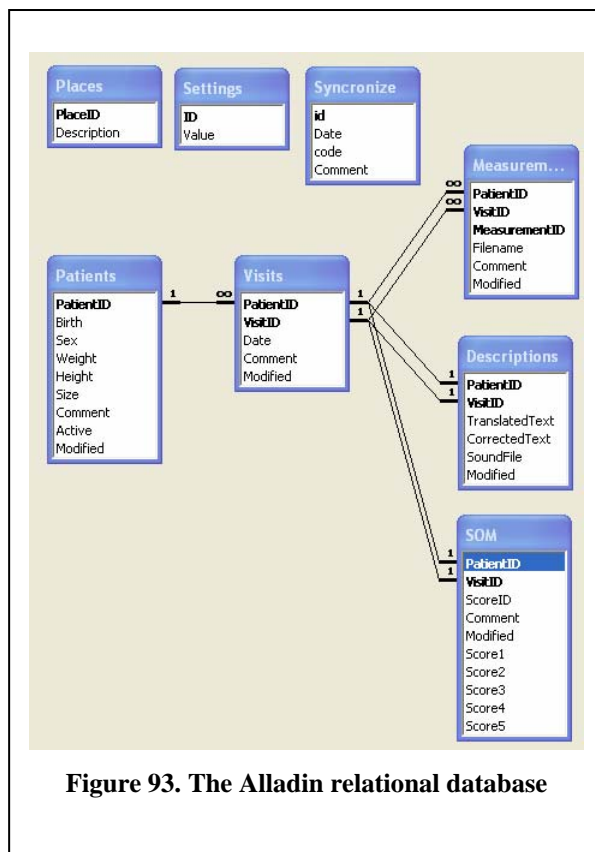 Places
PlaceID
Description
Settings
ID
Value
Syncronize
id
Date
code
Comment
Measurem...
PatientID
VisitID
MeasurementID
Filename
Comment
Modified
∞
∞
Patients
PatientID
Birth
Sex
Weight
Height
Size
Comment
Active
Modified
1
∞
Visits
PatientID
VisitID
Date
Comment
Modified
1
1
Descriptions
1
PatientID
1
VisitID
TranslatedText
CorrectedText
SoundFile
Modified
SOM
1
PatientID
1
VisitID
ScoreID
Comment
Modified
Score1
Score2
Score3
Score4
Score5
Figure 93. The Alladin relational database